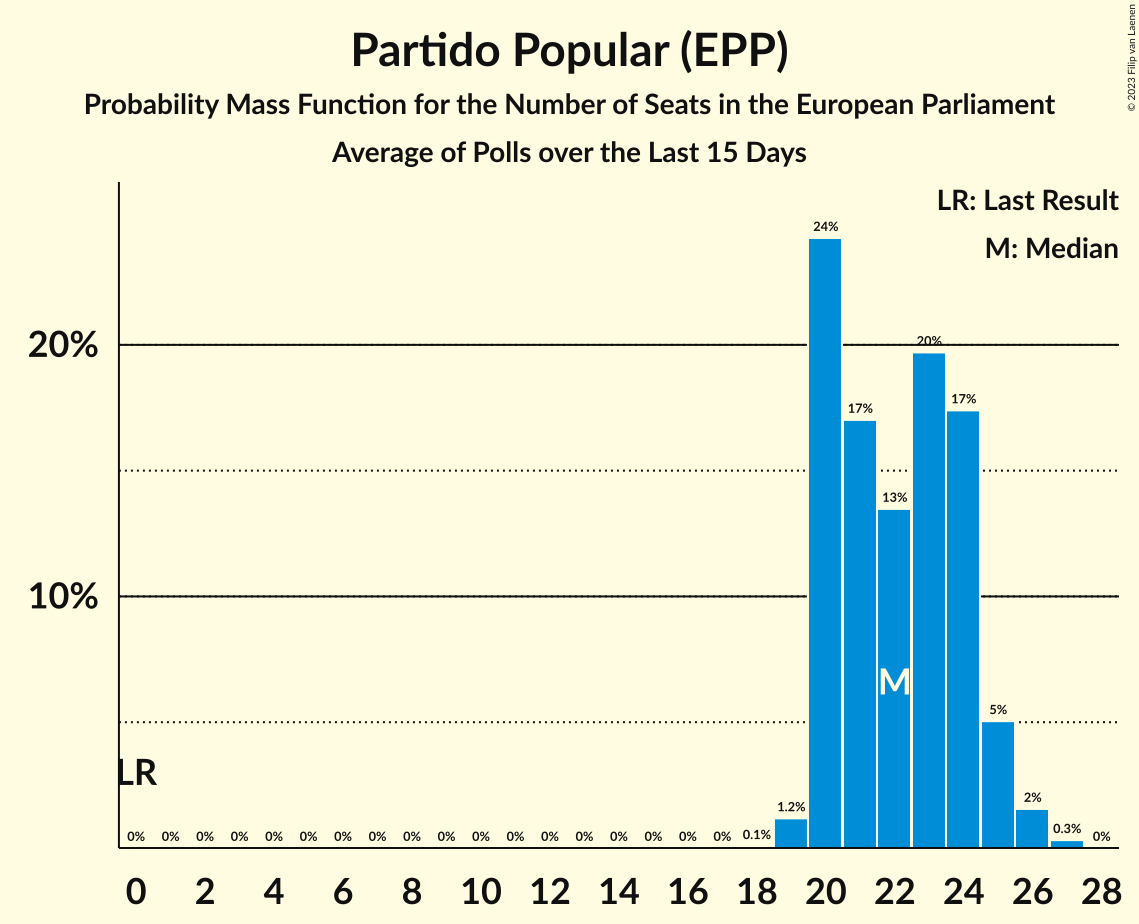 Partido Popular (EPP)
Probability Mass Function for the Number of Seats in the European Parliament
Average of Polls over the Last 15 Days
© 2023 Filip van Laenen
LR: Last Result
M: Median
24%
20%
20%
17%
17%
13%
10%
M
5%
LR
2%
1.2%
0.3%
0% 0% 0% 0% 0% 0% 0% 0% 0% 0% 0% 0% 0% 0% 0% 0% 0% 0% 0.1% 0%
0 2 4 6 8 10 12 14 16 18 20 22 24 26 28